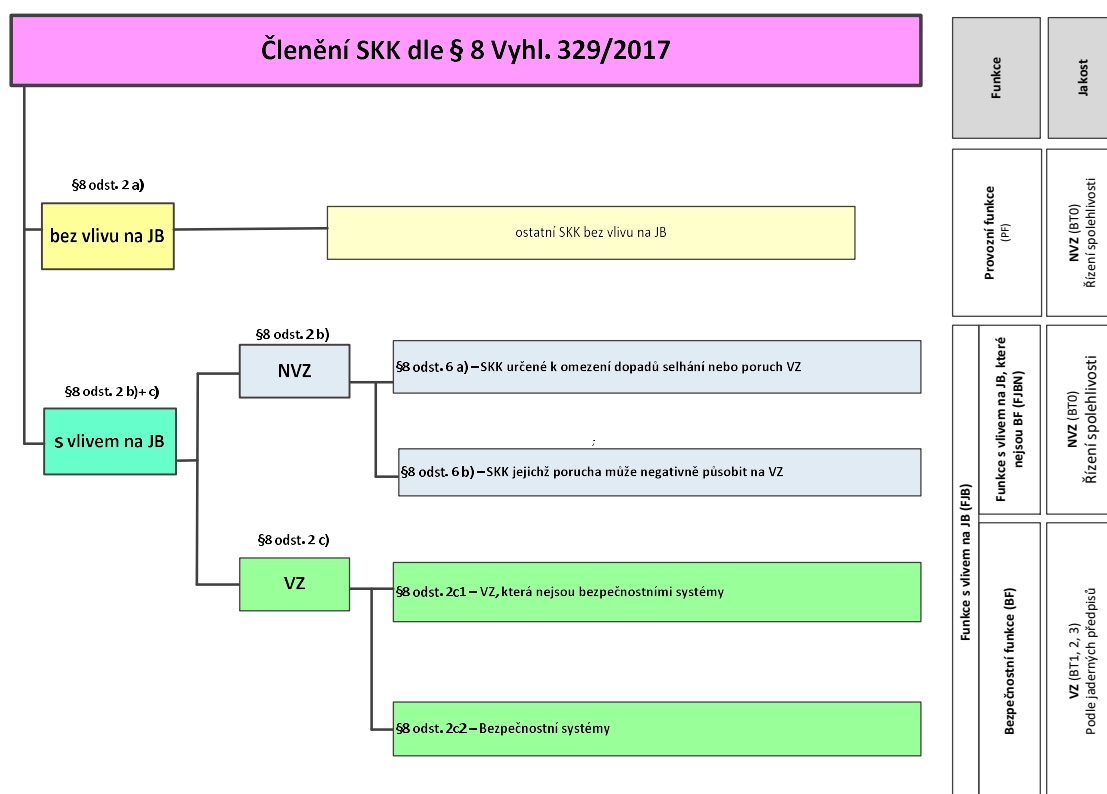 Členění SKK dle § 8 Vyhl. 329/2017
§8 odst. 2 a)
bez vlivu na JB
ostatní SKK bez vlivu na JB
§8 odst. 2 b)+ c)
s vlivem na JB
§8 odst. 2 b)
NVZ
§8 odst. 6 a) – SKK určené k omezení dopadů selhání nebo poruch VZ
;
§8 odst. 6 b) – SKK jejichž porucha může negativně působit na VZ
§8 odst. 2 c)
VZ
§8 odst. 2c1 – VZ, která nejsou bezpečnostními systémy
§8 odst. 2c2 – Bezpečnostní systémy
Funkce
Jakost
Provozní funkce
(PF)
NVZ (BT0)
Řízení spolehlivosti
Funkce s vlivem na JB (FJB)
Funkce s vlivem na JB, které
nejsou BF (FJBN)
NVZ (BT0)
Řízení spolehlivosti
Bezpečnostní funkce (BF)
VZ (BT1, 2, 3)
Podle jaderných předpisů